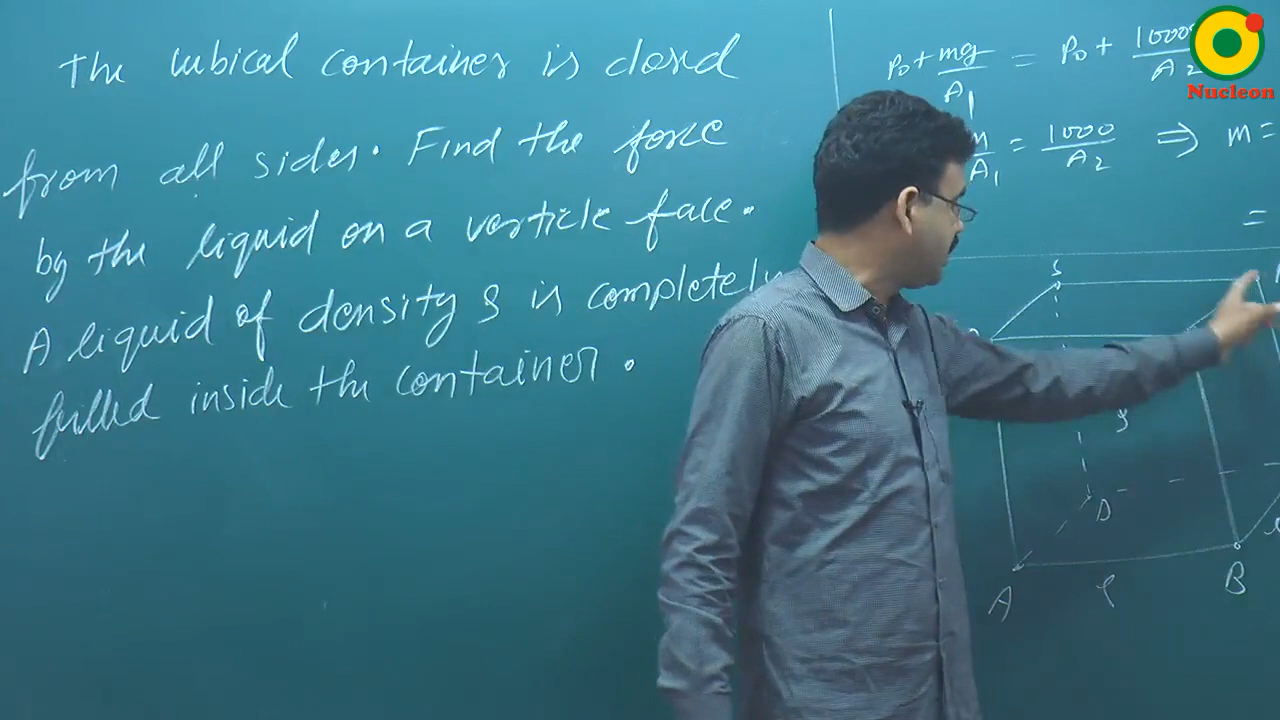 The cubical container is closed
from all sides. Find the force
by the liquid on a verticle face.
A liquid of density ρ is completely
filled inside the container.
P₀ + mg/A₁ = P₀ + 1000
A₂
A₁ = 1000/A₂ ⇒ m =
=
S
ρ
D
A l B
Nucleon